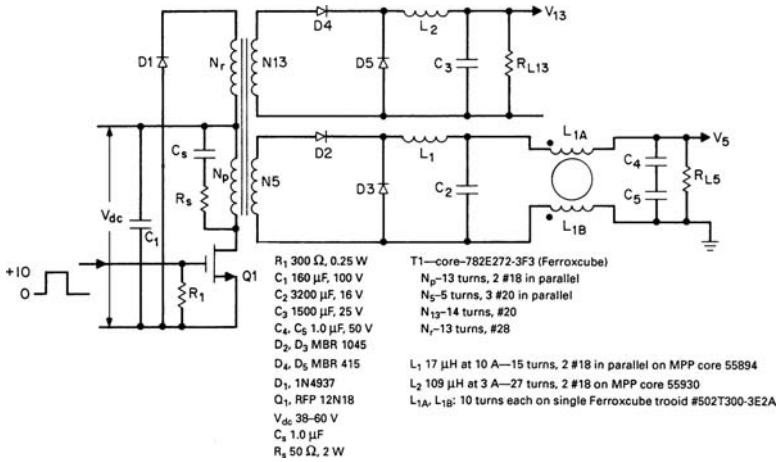 D4
L2
V13
D1
Nr
N13
D5
C3
RL13
Cs
Np
N5
D2
L1
L1A
V5
Rs
D3
C2
C4
C5
RL5
Vdc
C1
L1B
+10
0
R1
Q1
R1 300 Ω, 0.25 W
C1 160 µF, 100 V
C2 3200 µF, 16 V
C3 1500 µF, 25 V
C4, C5 1.0 µF, 50 V
D2, D3 MBR 1045
D4, D5 MBR 415
D1, 1N4937
Q1, RFP 12N18
Vdc 38–60 V
Cs 1.0 µF
Rs 50 Ω, 2 W
T1—core-782E272-3F3 (Ferroxcube)
Np–13 turns, 2 #18 in parallel
N5–5 turns, 3 #20 in parallel
N13–14 turns, #20
Nr–13 turns, #28
L1 17 µH at 10 A—15 turns, 2 #18 in parallel on MPP core 55894
L2 109 µH at 3 A—27 turns, 2 #18 on MPP core 55930
L1A, L1B: 10 turns each on single Ferroxcube trooid #502T300-3E2A